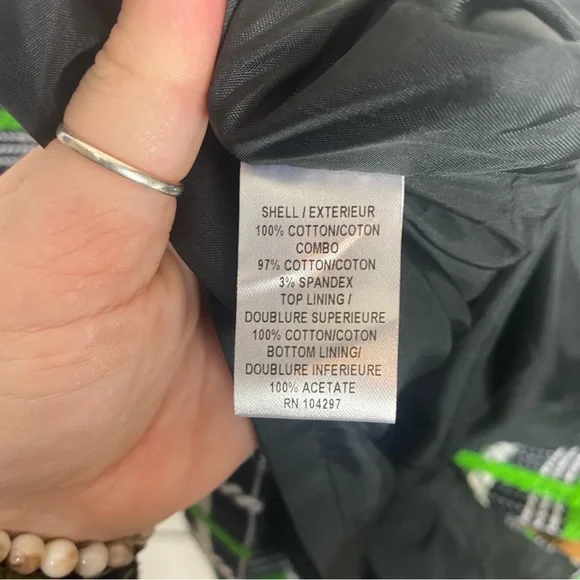 SHELL / EXTERIEUR
100% COTTON/COTON
COMBO
97% COTTON/COTON
3% SPANDEX
TOP LINING /
DOUBLURE SUPERIEURE
100% COTTON/COTON
BOTTOM LINING/
DOUBLURE INFERIEURE
100% ACETATE
RN 104297